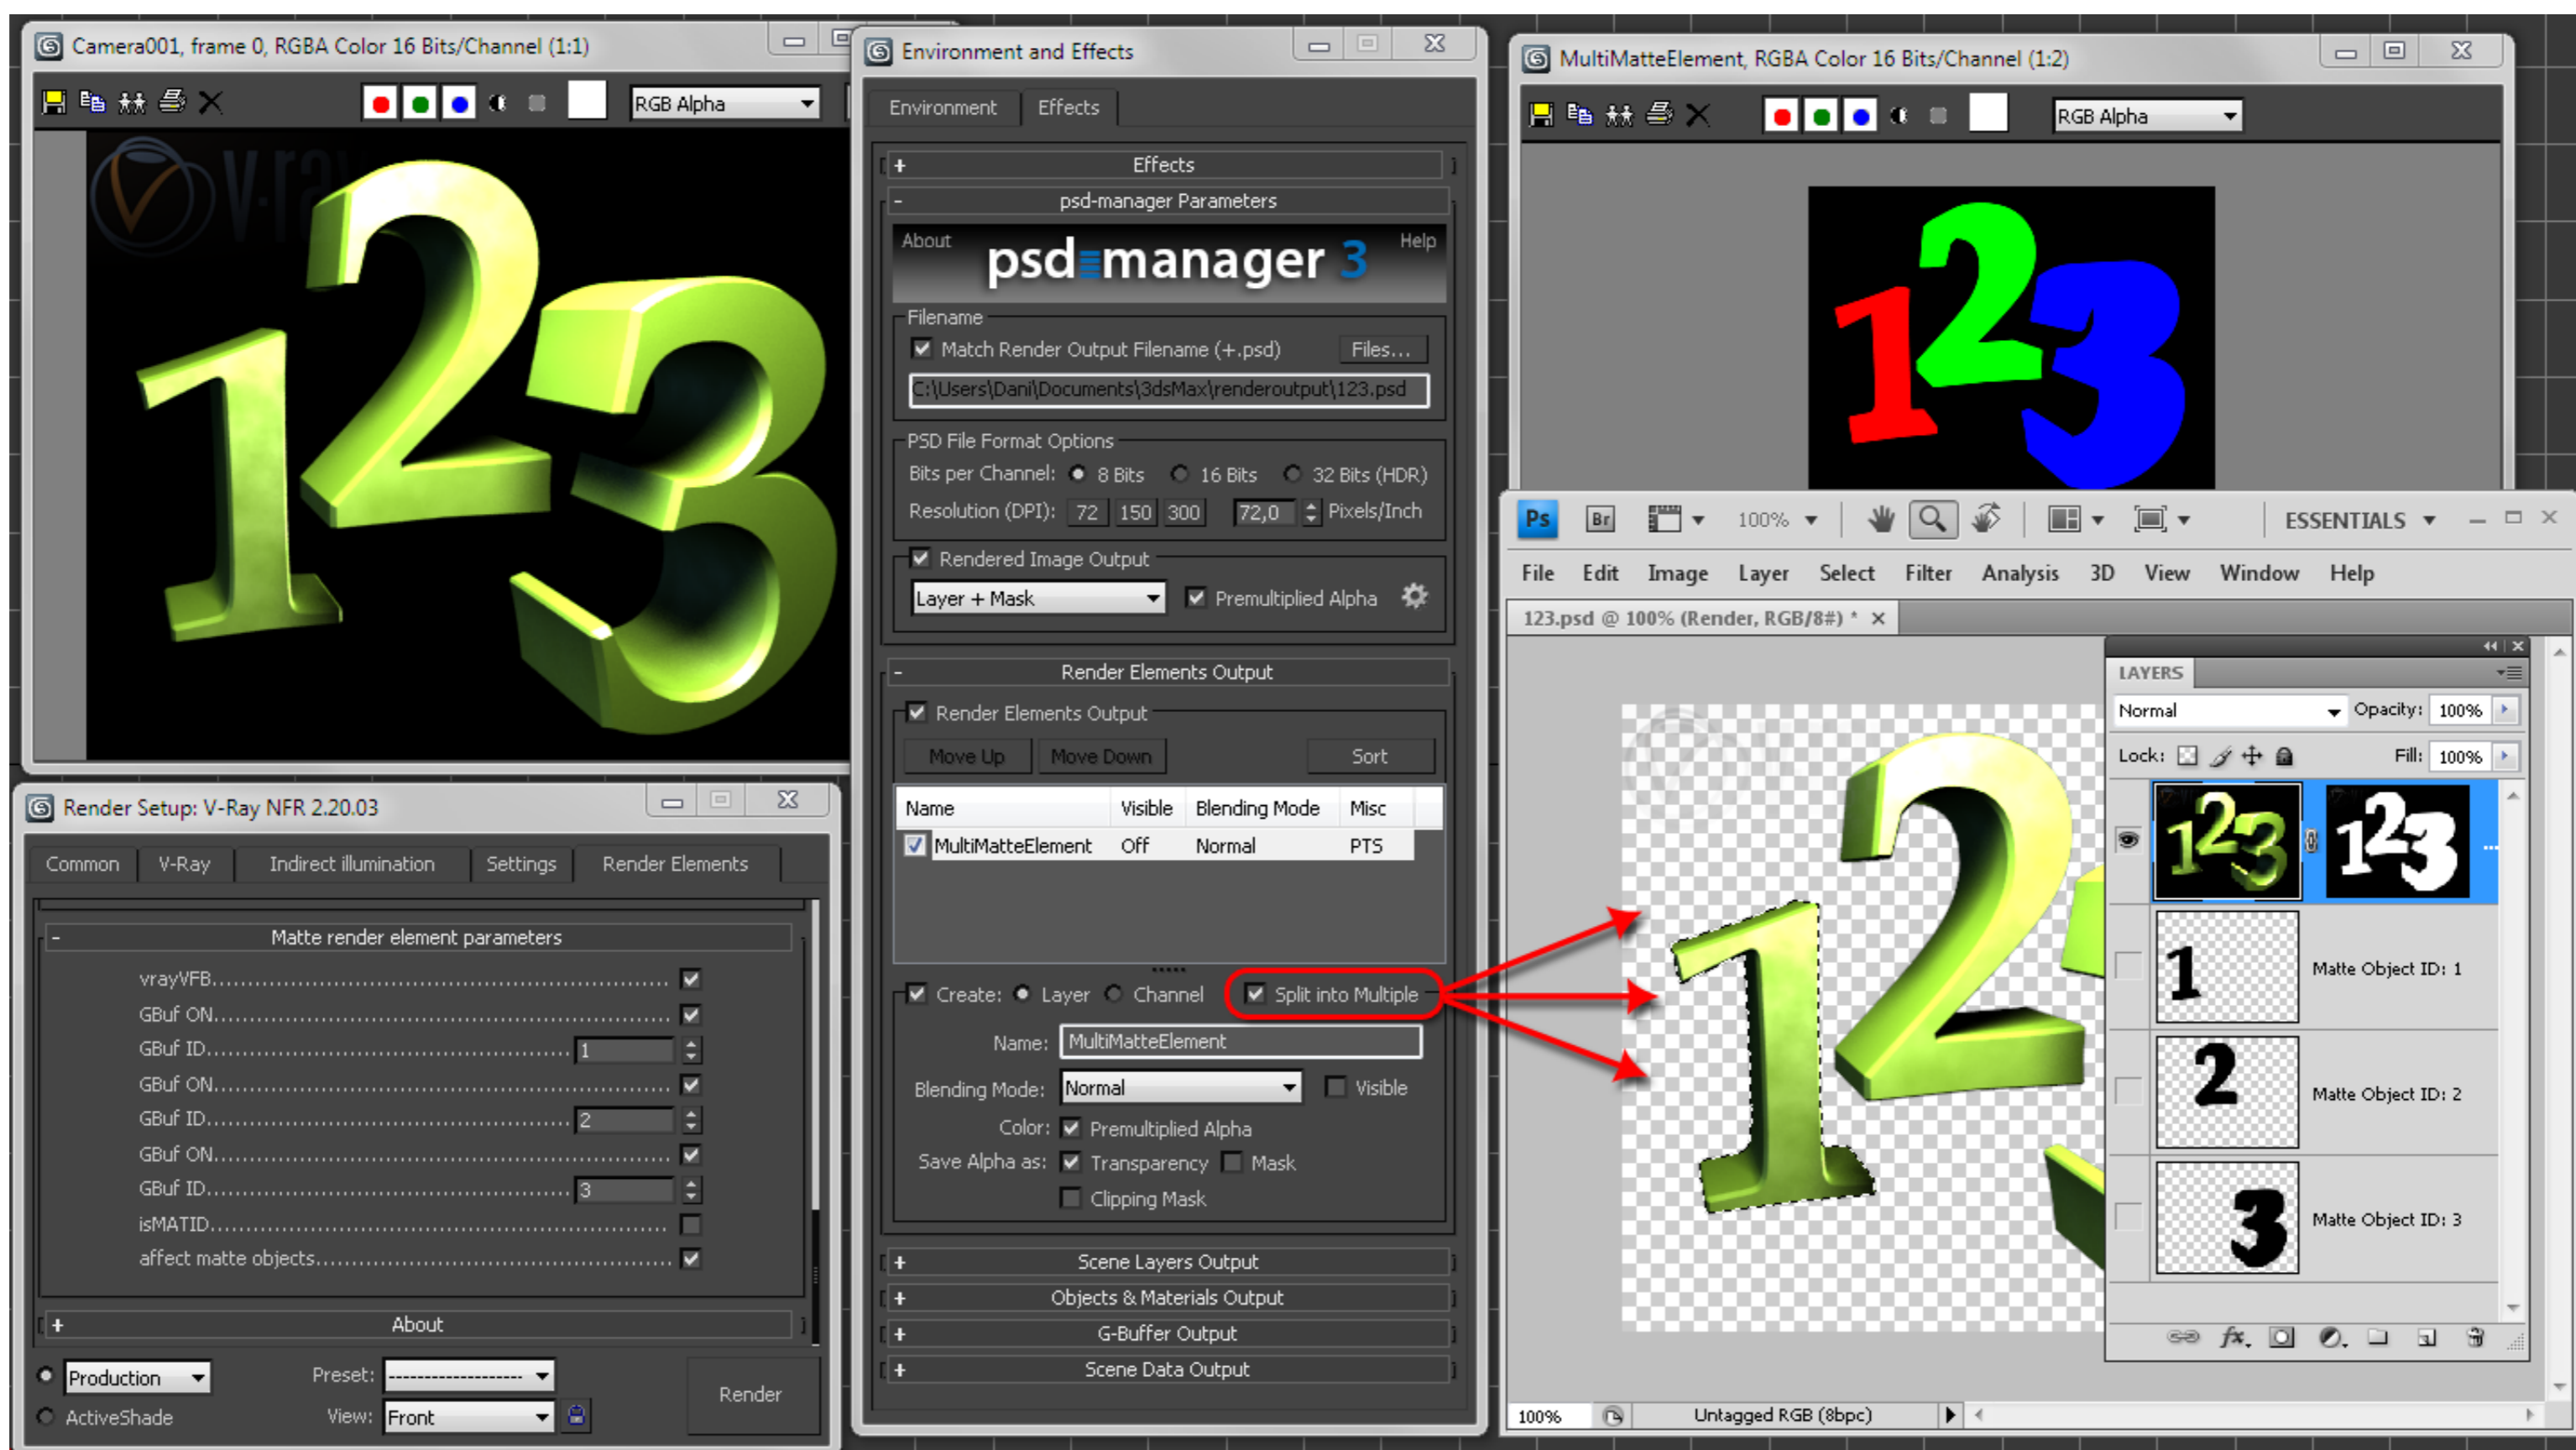 Camera001, frame 0, RGBA Color 16 Bits/Channel (1:1)
RGB Alpha
v-ray
123
Render Setup: V-Ray NFR 2.20.03
Common V-Ray Indirect illumination Settings Render Elements
- Matte render element parameters
vrayVFB
GBuf ON
GBuf ID 1
GBuf ON
GBuf ID 2
GBuf ON
GBuf ID 3
isMATID
affect matte objects
+ About
Production Preset: -------------------
ActiveShade View: Front
Render
Environment and Effects
Environment Effects
+ Effects
- psd-manager Parameters
About psd manager 3 Help
Filename
Match Render Output Filename (+.psd) Files...
C:\Users\Dani\Documents\3dsMax\renderoutput\123.psd
PSD File Format Options
Bits per Channel: 8 Bits 16 Bits 32 Bits (HDR)
Resolution (DPI): 72 150 300 72,0 Pixels/Inch
Rendered Image Output
Layer + Mask Premultiplied Alpha
- Render Elements Output
Render Elements Output
Move Up Move Down Sort
Name Visible Blending Mode Misc
MultiMatteElement Off Normal PTS
Create: Layer Channel Split into Multiple
Name: MultiMatteElement
Blending Mode: Normal Visible
Color: Premultiplied Alpha
Save Alpha as: Transparency Mask
Clipping Mask
+ Scene Layers Output
+ Objects & Materials Output
+ G-Buffer Output
+ Scene Data Output
MultiMatteElement, RGBA Color 16 Bits/Channel (1:2)
RGB Alpha
123
Ps Br 100% ESSENTIALS
File Edit Image Layer Select Filter Analysis 3D View Window Help
123.psd @ 100% (Render, RGB/8#) *
12
LAYERS
Normal Opacity: 100%
Lock: Fill: 100%
123 123 ...
1 Matte Object ID: 1
2 Matte Object ID: 2
3 Matte Object ID: 3
fx.
100% Untagged RGB (8bpc)